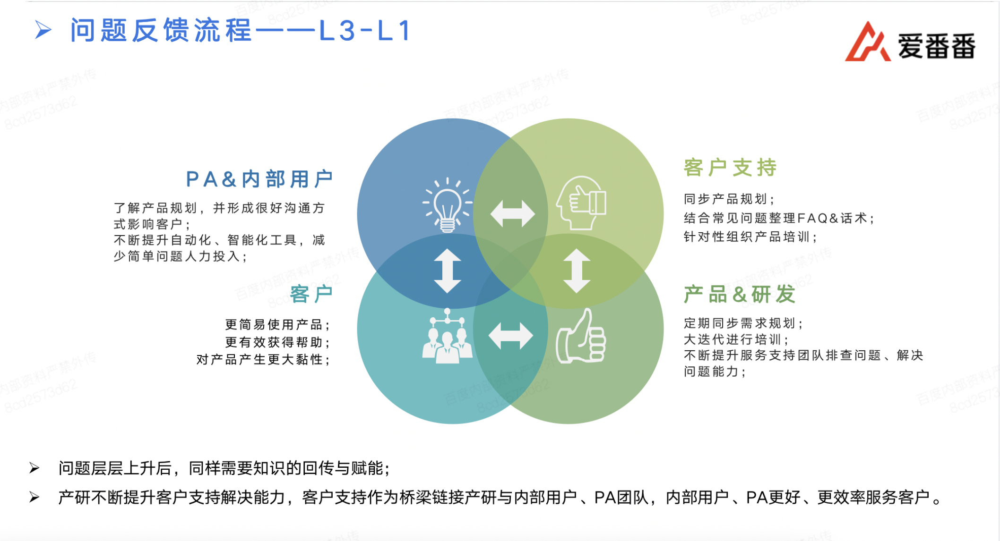 问题反馈流程——L3-L1
爱番番
PA&内部用户
了解产品规划，并形成很好沟通方
式影响客户；
不断提升自动化、智能化工具，减
少简单问题人力投入；
客户支持
同步产品规划；
结合常见问题整理FAQ&话术；
针对性组织产品培训；
客户
更简易使用产品；
更有效获得帮助；
对产品产生更大黏性；
产品&研发
定期同步需求规划；
大迭代进行培训；
不断提升服务支持团队排查问题、解决
问题能力；
问题层层上升后，同样需要知识的回传与赋能；
产研不断提升客户支持解决能力，客户支持作为桥梁链接产研与内部用户、PA团队，内部用户、PA更好、更效率服务客户。
百度内部资料严禁外传
8cd2573d62